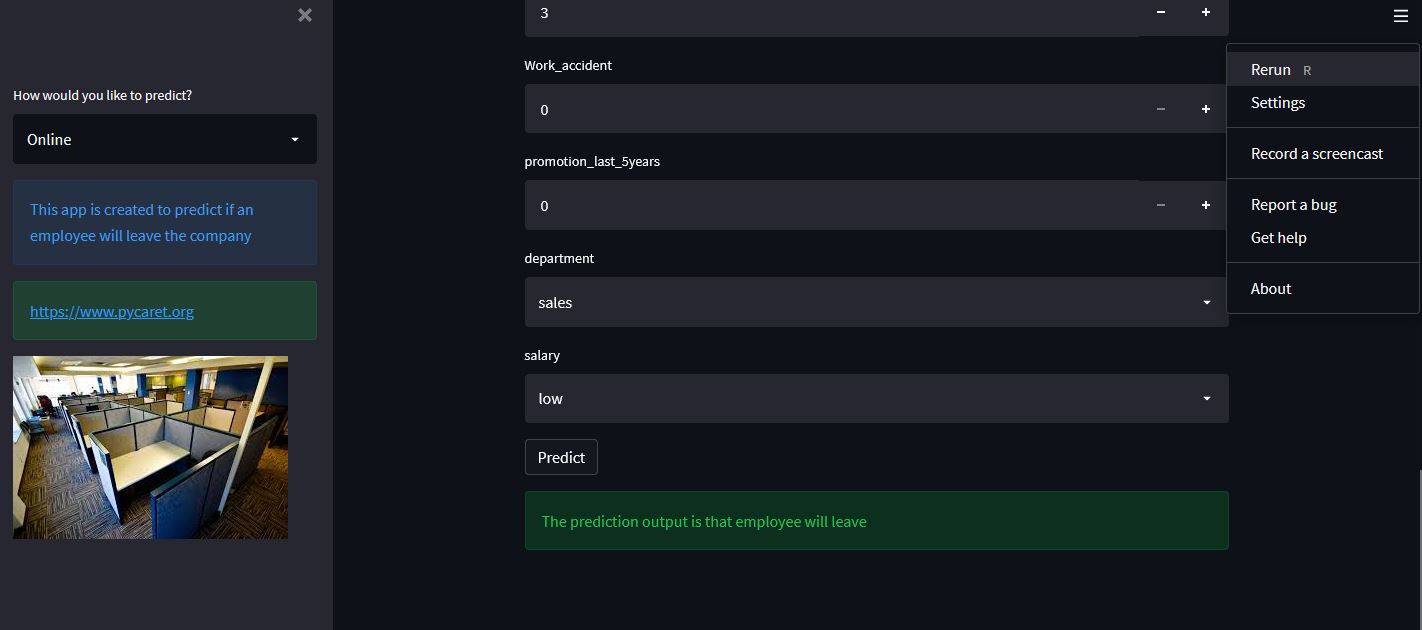 How would you like to predict?
Online
This app is created to predict if an
employee will leave the company
https://www.pycaret.org
3
Work_accident
0
promotion_last_5years
0
department
sales
salary
low
Predict
The prediction output is that employee will leave
Rerun R
Settings
Record a screencast
Report a bug
Get help
About